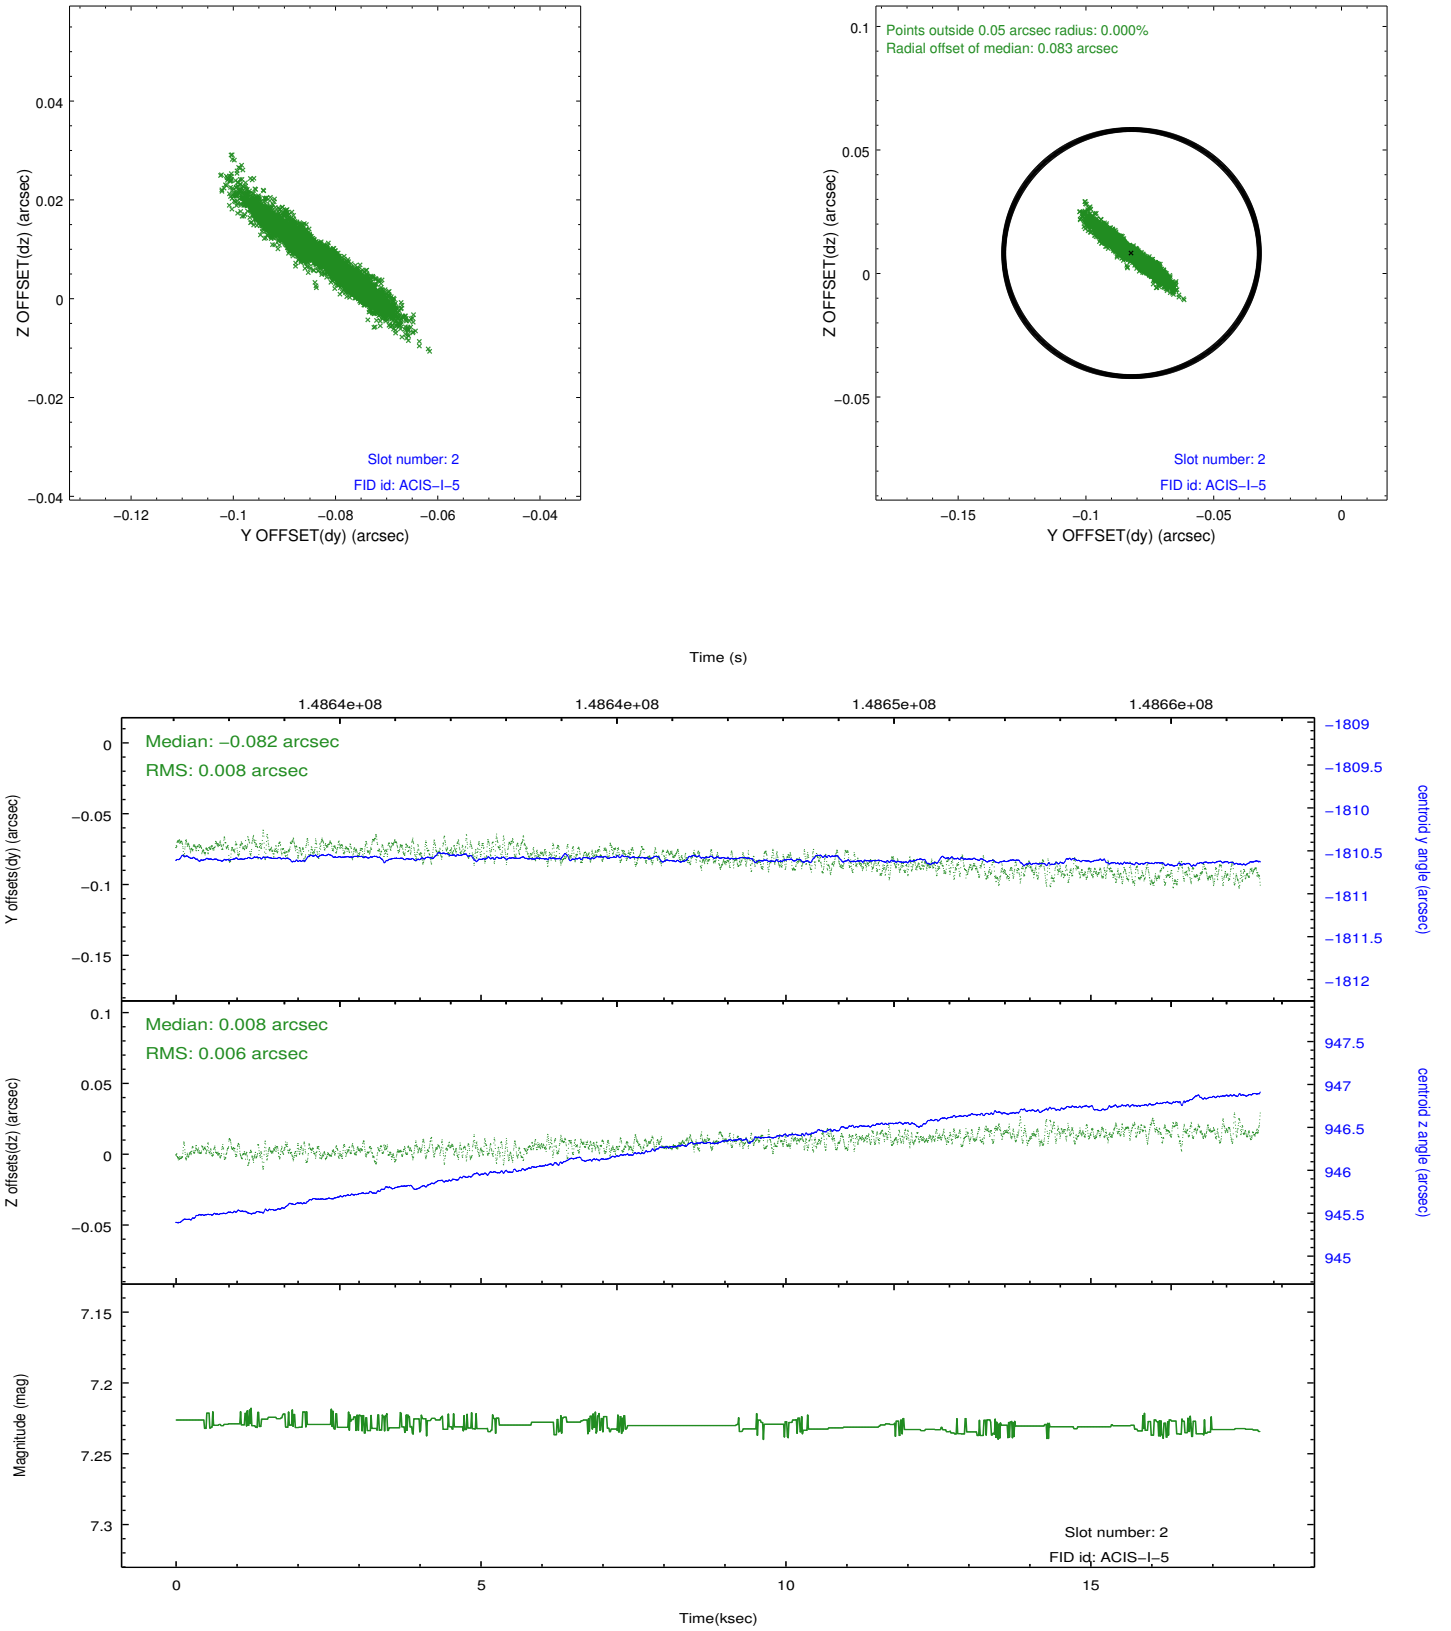 0.04
0.02
0
−0.02
−0.04
Z OFFSET(dz) (arcsec)
Slot number: 2
FID id: ACIS−I−5
−0.12
−0.1
−0.08
−0.06
−0.04
Y OFFSET(dy) (arcsec)
Points outside 0.05 arcsec radius: 0.000%
Radial offset of median: 0.083 arcsec
0.1
0.05
0
−0.05
Z OFFSET(dz) (arcsec)
Slot number: 2
FID id: ACIS−I−5
−0.15
−0.1
−0.05
0
Y OFFSET(dy) (arcsec)
Time (s)
1.4864e+08
1.4864e+08
1.4865e+08
1.4866e+08
Median: −0.082 arcsec
RMS: 0.008 arcsec
0
−0.05
−0.1
−0.15
Y offsets(dy) (arcsec)
−1809
−1809.5
−1810
−1810.5
−1811
−1811.5
−1812
centroid y angle (arcsec)
Median: 0.008 arcsec
RMS: 0.006 arcsec
0.1
0.05
0
−0.05
Z offsets(dz) (arcsec)
947.5
947
946.5
946
945.5
945
centroid z angle (arcsec)
7.15
7.2
7.25
7.3
Magnitude (mag)
Slot number: 2
FID id: ACIS−I−5
0
5
10
15
Time(ksec)